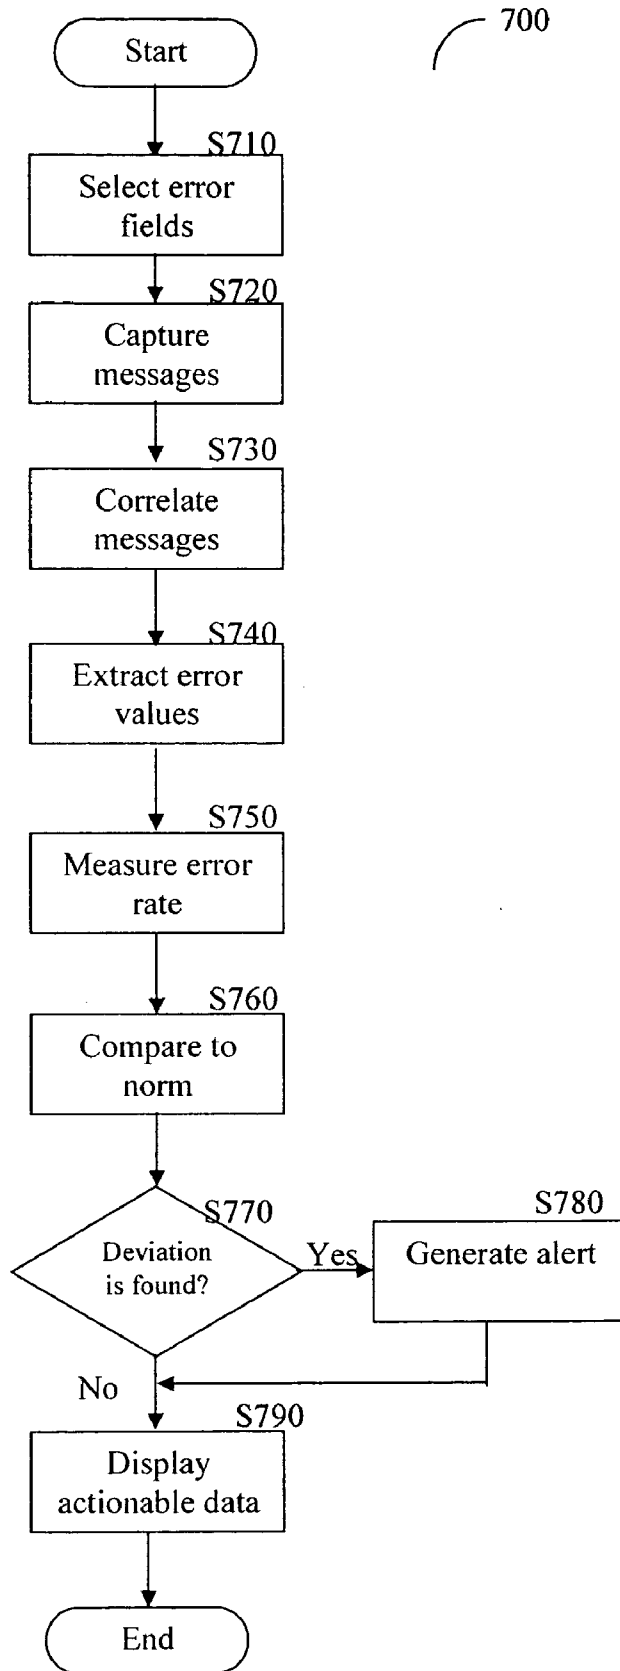 700
Start
S710
Select error
fields
S720
Capture
messages
S730
Correlate
messages
S740
Extract error
values
S750
Measure error
rate
S760
Compare to
norm
S770
Deviation
is found?
Yes
S780
Generate alert
No
S790
Display
actionable data
End